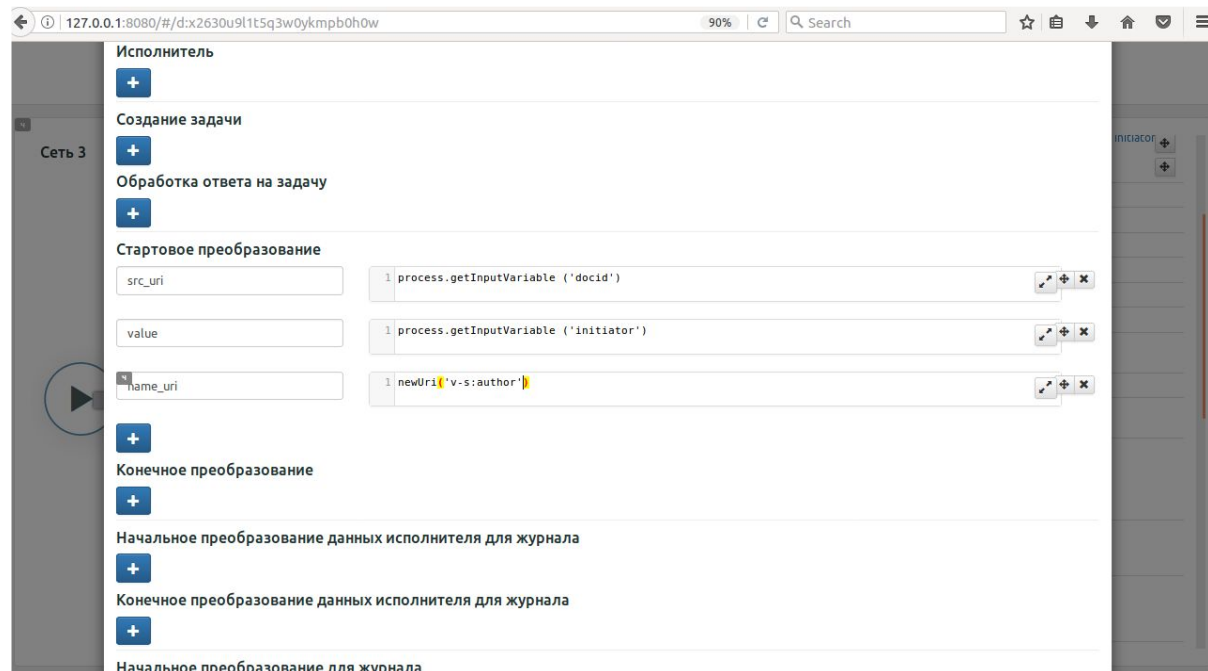 127.0.0.1:8080/#/d:x2630u9l1t5q3w0ykmpb0h0w 90% Search
Исполнитель
Создание задачи
Сеть 3
initiator
Обработка ответа на задачу
Стартовое преобразование
src_uri 1 process.getInputVariable ('docid')
value 1 process.getInputVariable ('initiator')
name_uri 1 newUri('v-s:author')
Конечное преобразование
Начальное преобразование данных исполнителя для журнала
Конечное преобразование данных исполнителя для журнала
Начальное преобразование для журнала